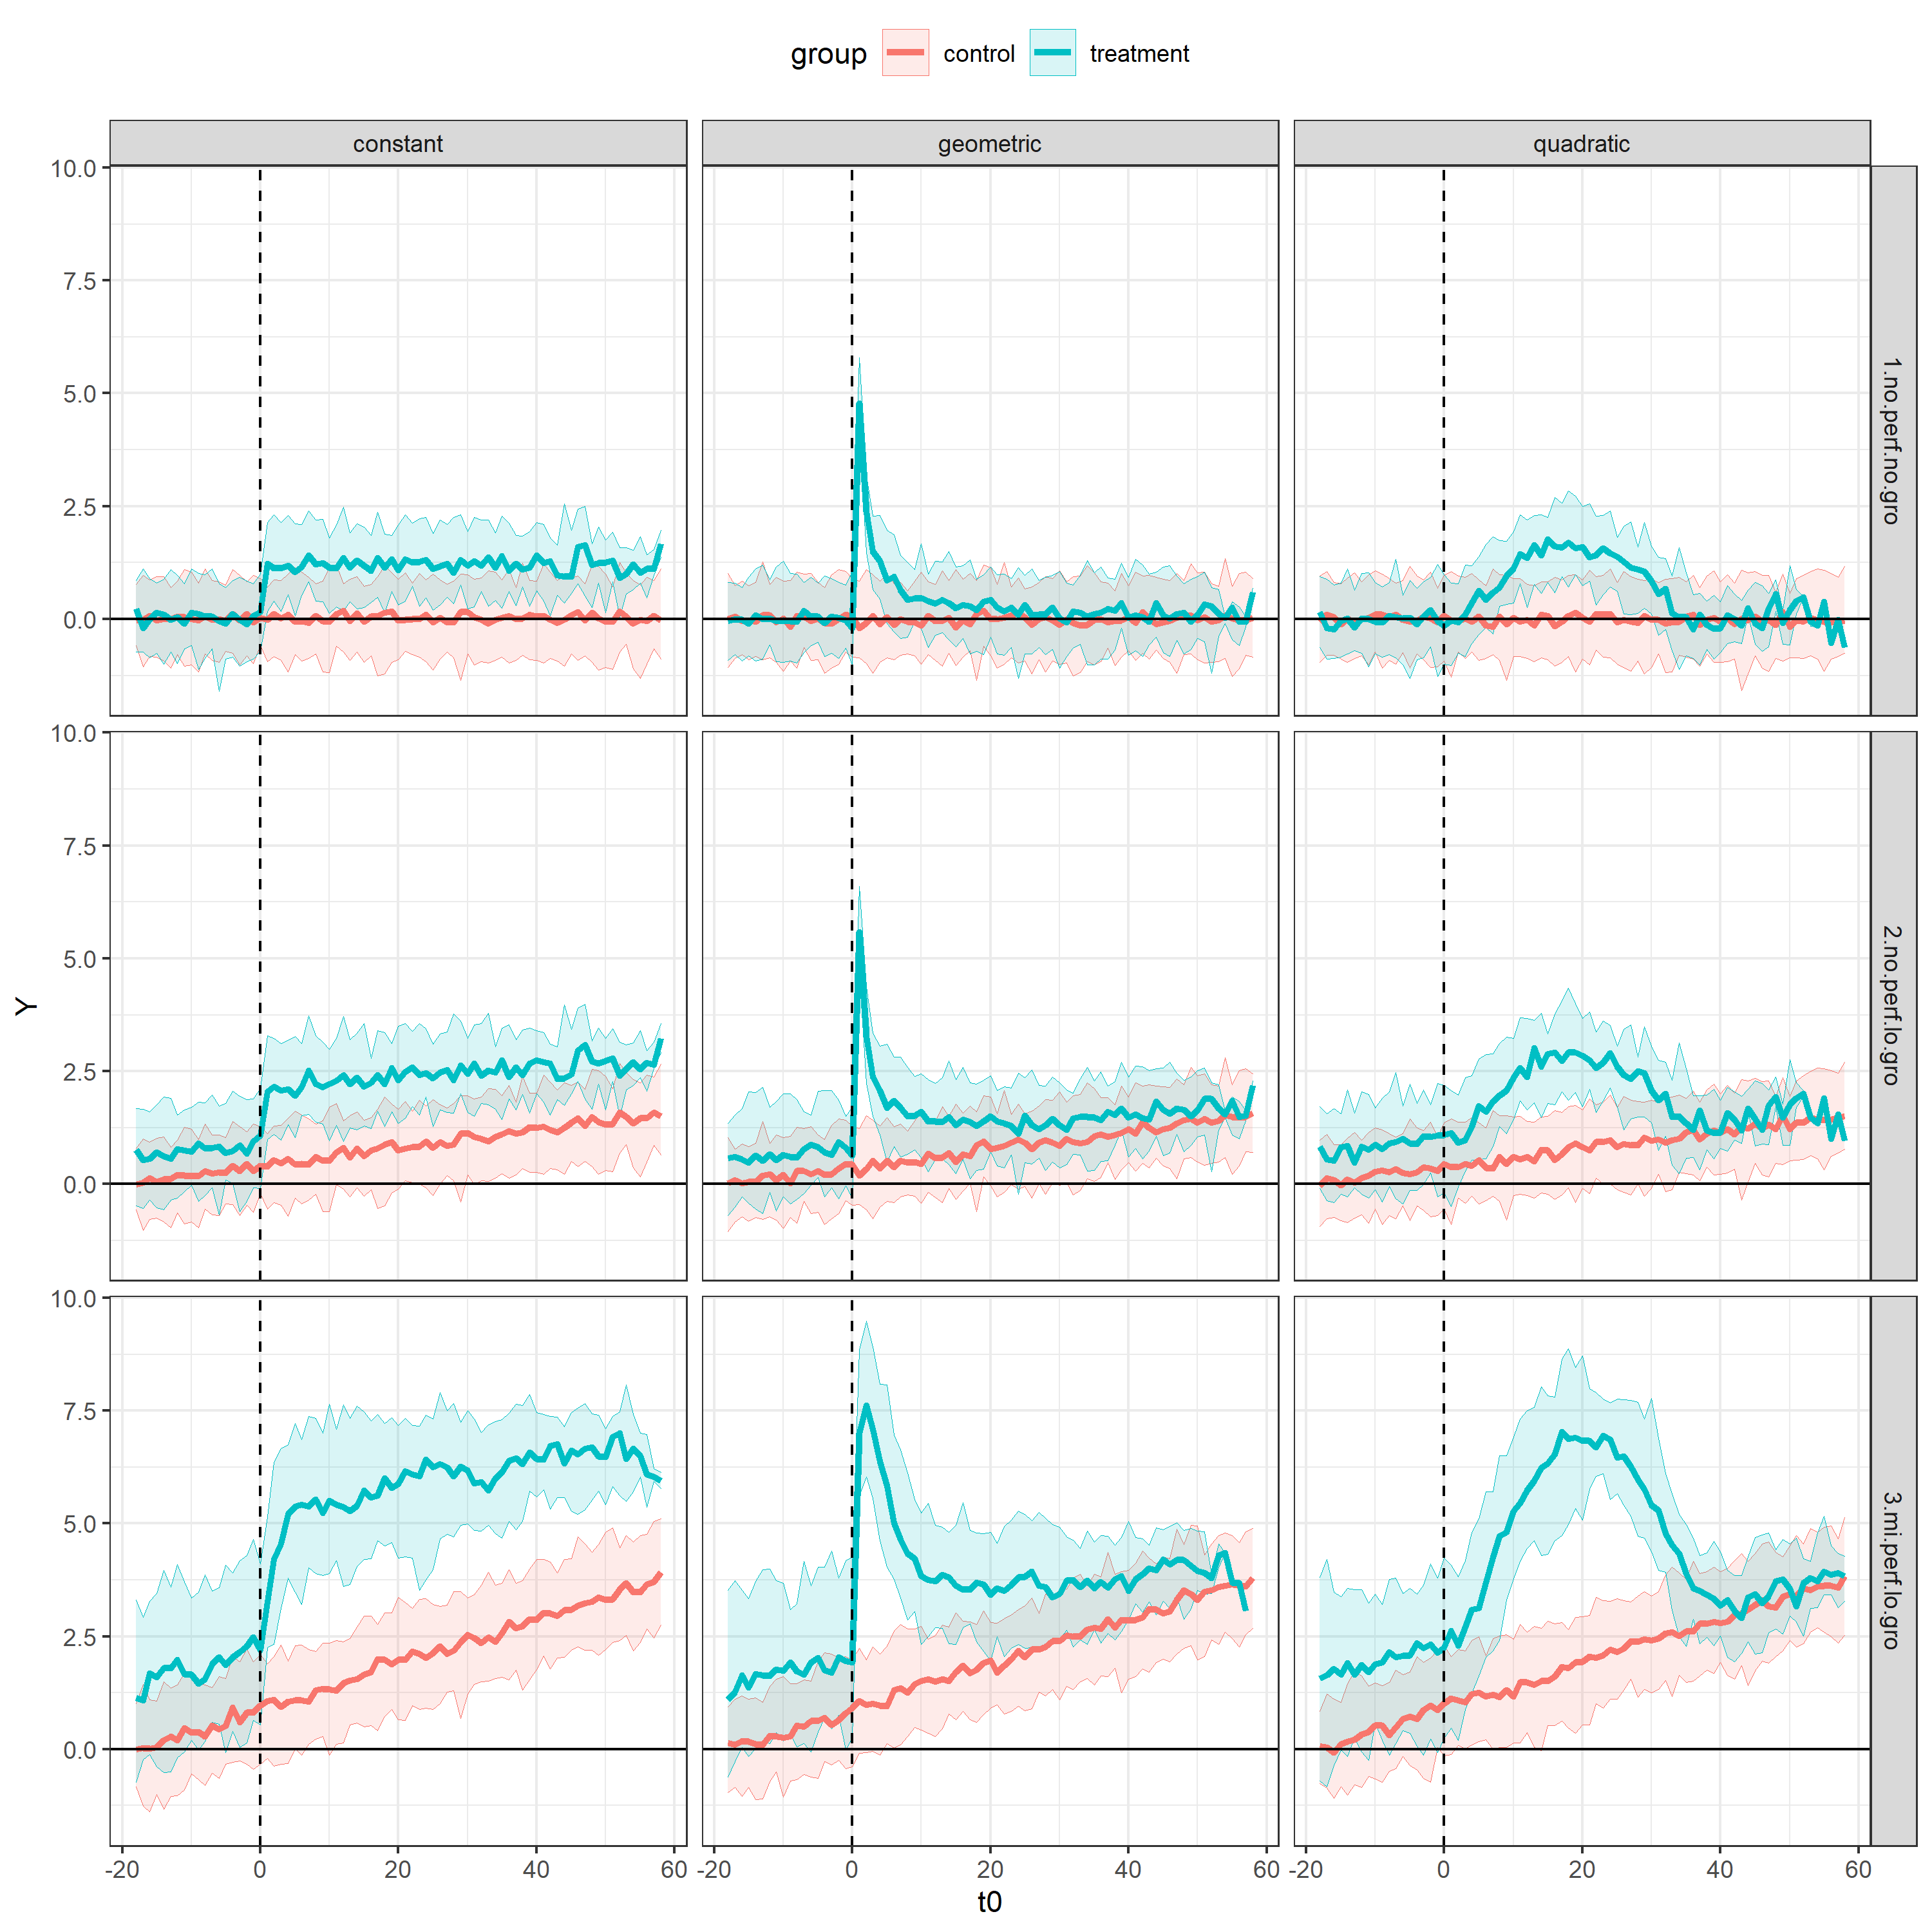 group control treatment
constant geometric quadratic
10.0
7.5
5.0
2.5
0.0
1.no.perf.no.gro
10.0
7.5
5.0
2.5
0.0
2.no.perf.lo.gro
Y
10.0
7.5
5.0
2.5
0.0
3.mi.perf.lo.gro
-20 0 20 40 60 -20 0 20 40 60 -20 0 20 40 60
t0